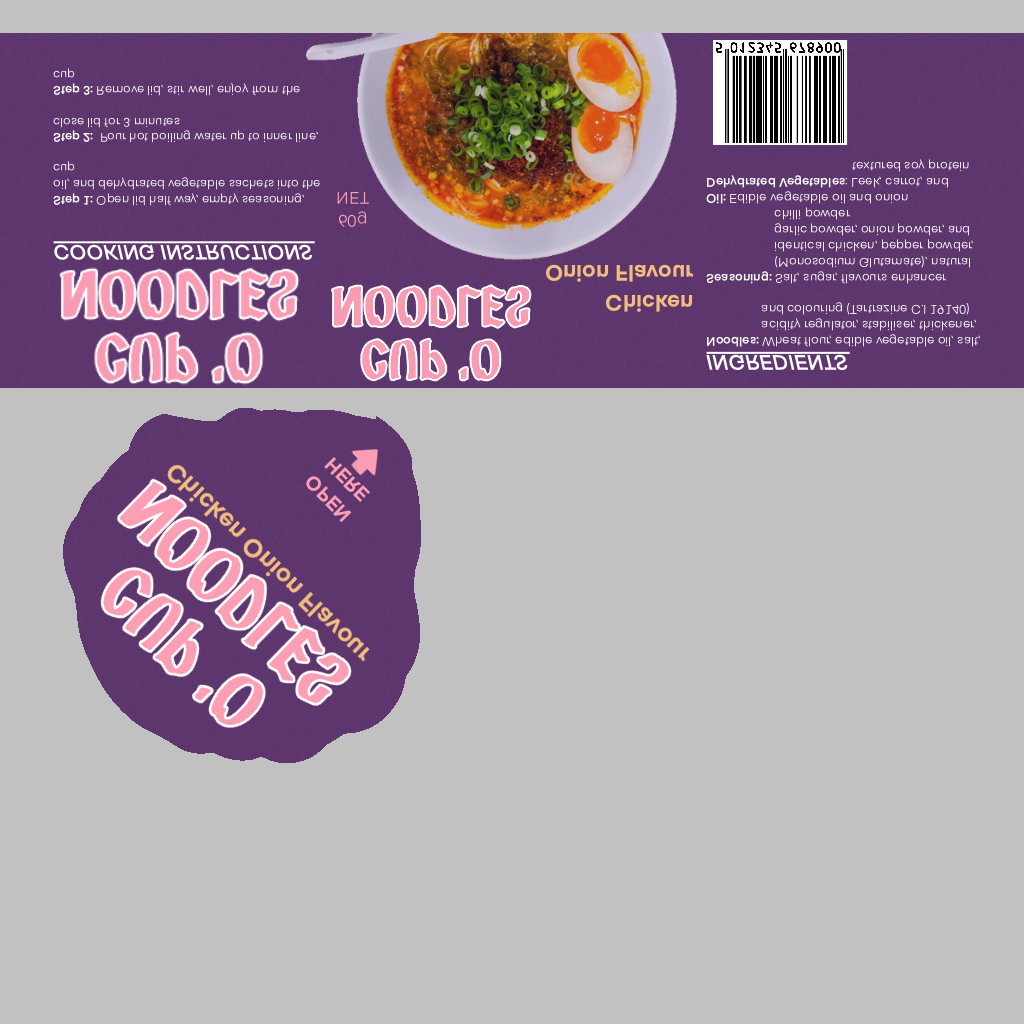 CUP 'O
NOODLES
COOKING INSTRUCTIONS
Step 1: Open lid half way, empty seasoning,
oil, and dehydrated vegetable sachets into the
cup
Step 2: Pour hot boiling water up to inner line,
close lid for 3 minutes
Step 3: Remove lid, stir well, enjoy from the
cup
CUP 'O
NOODLES
Chicken
Onion Flavour
60g
NET
INGREDIENTS
Noodles: Wheat flour, edible vegetable oil, salt,
acidity regulator, stabiliser, thickener,
and colouring (Tartrazine C.I 19140)
Seasoning: Salt, sugar, flavours enhancer
(Monosodium Glutamate), natural
identical chicken, pepper powder,
garlic powder, onion powder, and
chilli powder
Oil: Edible vegetable oil and onion
Dehydrated Vegetables: Leek, carrot, and
textured soy protein
5 012345 678900
CUP 'O
NOODLES
Chicken Onion Flavour
OPEN
HERE